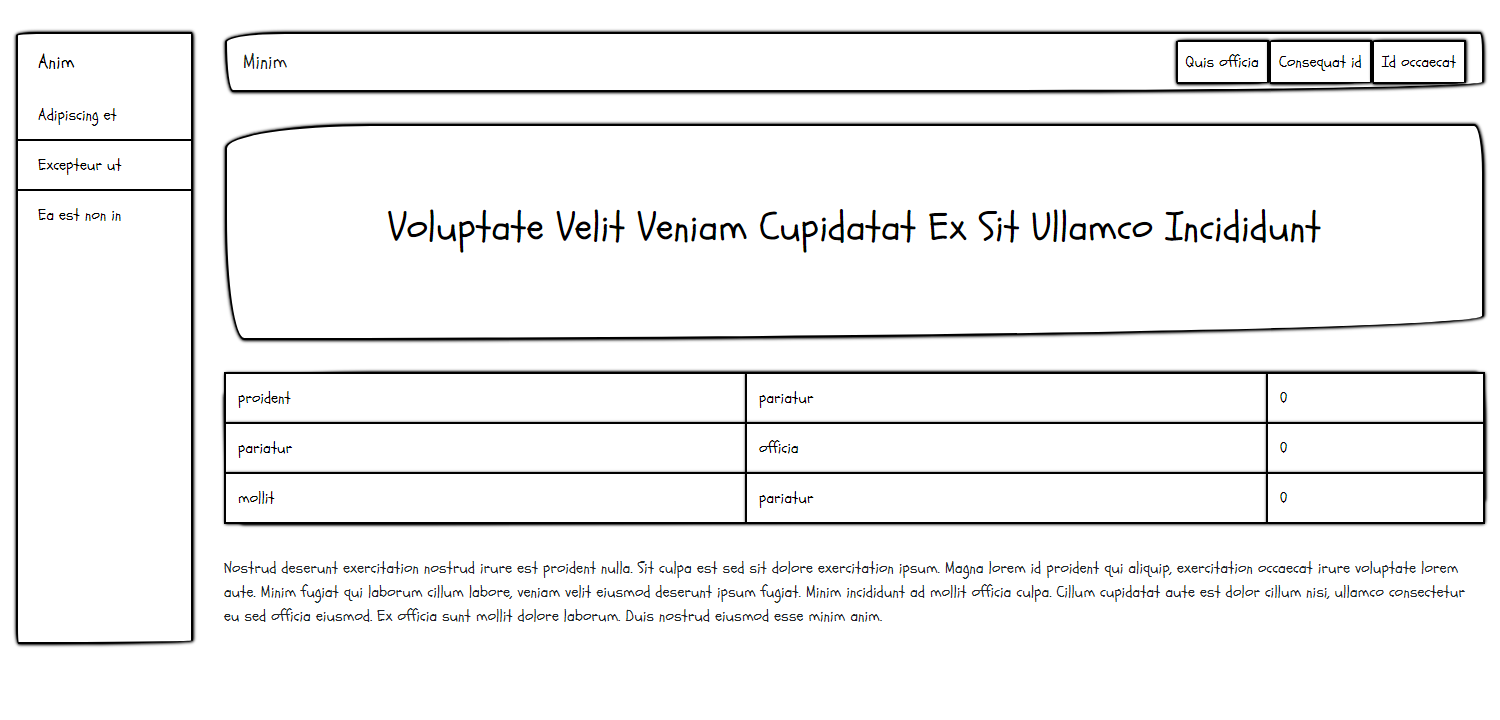 Anim
Adipiscing et
Excepteur ut
Ea est non in
Minim
Quis officia
Consequat id
Id occaecat
Voluptate Velit Veniam Cupidatat Ex Sit Ullamco Incididunt
proident pariatur 0
pariatur officia 0
mollit pariatur 0
Nostrud deserunt exercitation nostrud irure est proident nulla. Sit culpa est sed sit dolore exercitation ipsum. Magna lorem id proident qui aliquip, exercitation occaecat irure voluptate lorem
aute. Minim fugiat qui laborum cillum labore, veniam velit eiusmod deserunt ipsum fugiat. Minim incididunt ad mollit officia culpa. Cillum cupidatat aute est dolor cillum nisi, ullamco consectetur
eu sed officia eiusmod. Ex officia sunt mollit dolore laborum. Duis nostrud eiusmod esse minim anim.